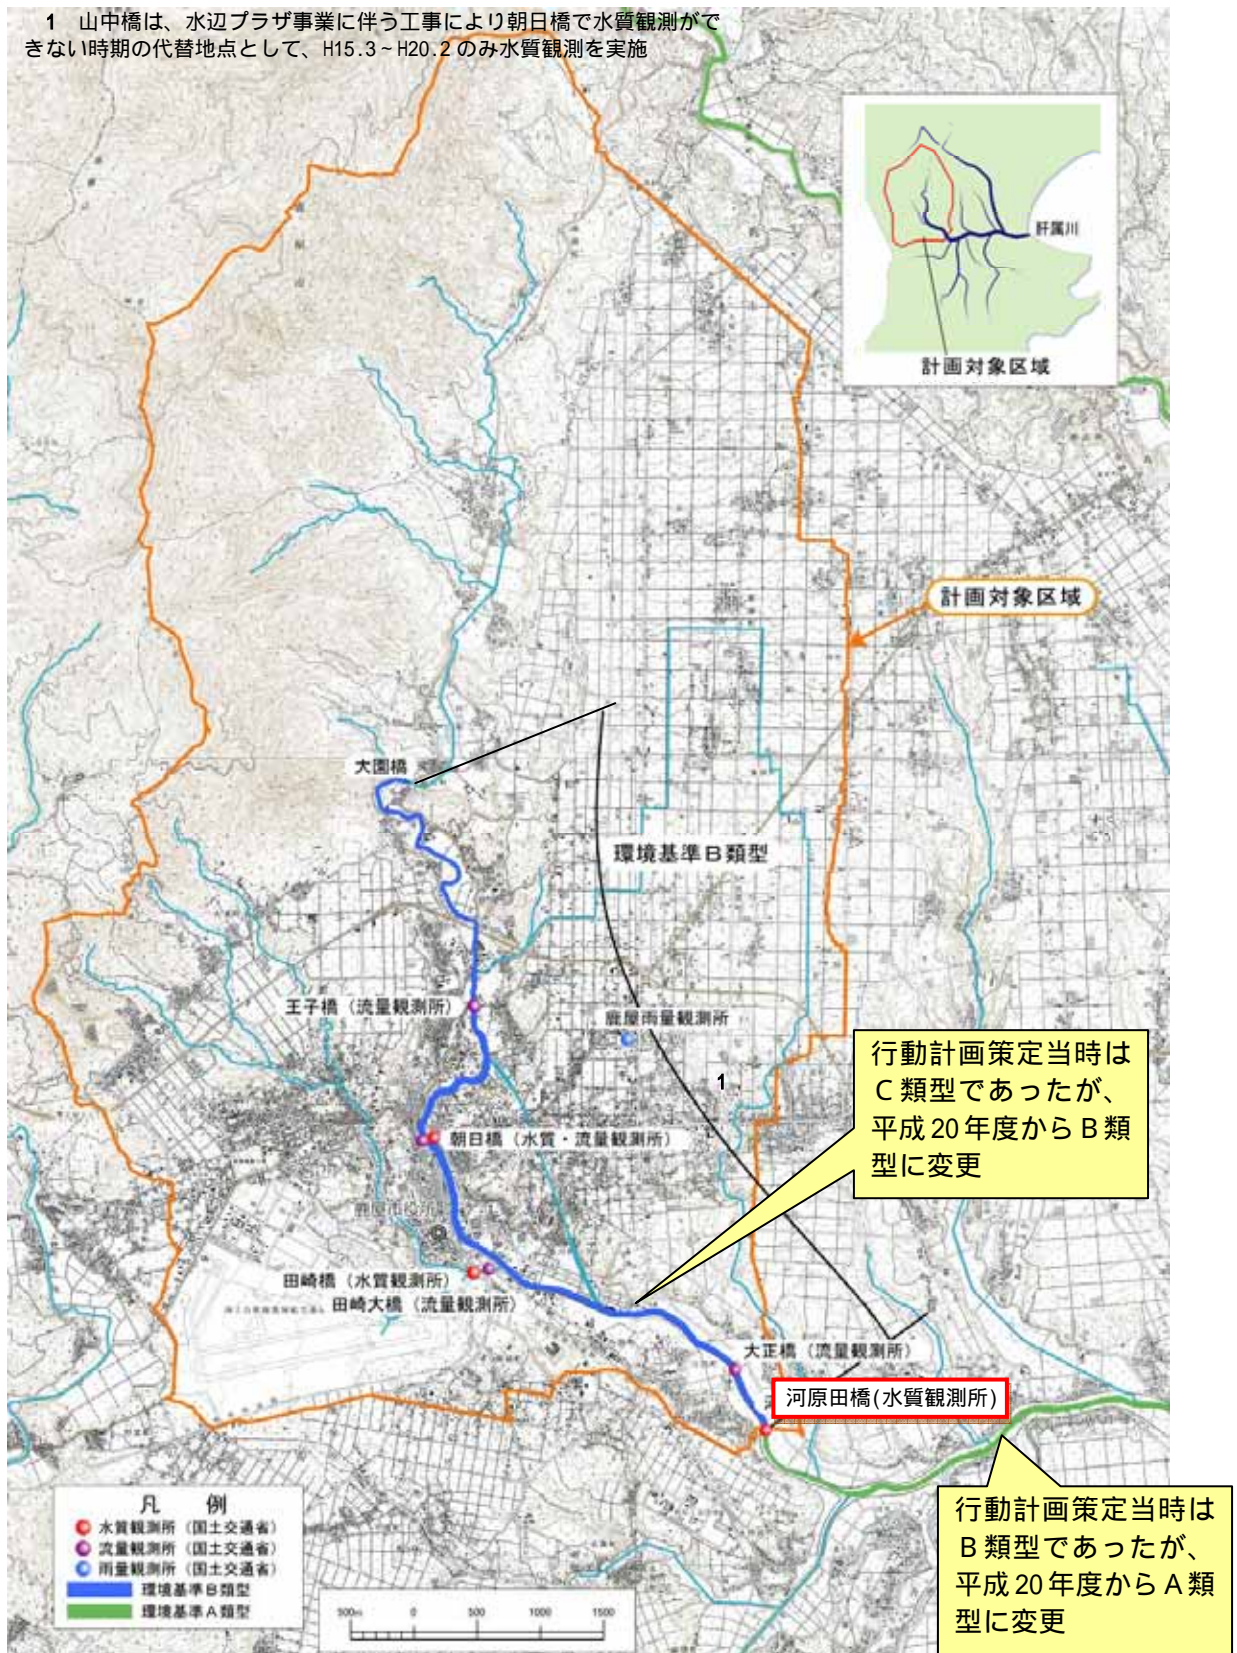 1 山中橋は、水辺プラザ事業に伴う工事により朝日橋で水質観測がで
きない時期の代替地点として、H15.3～H20.2のみ水質観測を実施
肝属川
計画対象区域
計画対象区域
大園橋
環境基準B類型
王子橋（流量観測所）
鹿屋雨量観測所
1
行動計画策定当時は
C類型であったが、
平成20年度からB類
型に変更
朝日橋（水質・流量観測所）
鹿屋市役所
田崎橋（水質観測所）
田崎大橋（流量観測所）
大正橋（流量観測所）
河原田橋(水質観測所)
行動計画策定当時は
B類型であったが、
平成20年度からA類
型に変更
凡 例
水質観測所（国土交通省）
流量観測所（国土交通省）
雨量観測所（国土交通省）
環境基準B類型
環境基準A類型
500m 0 500 1000 1500